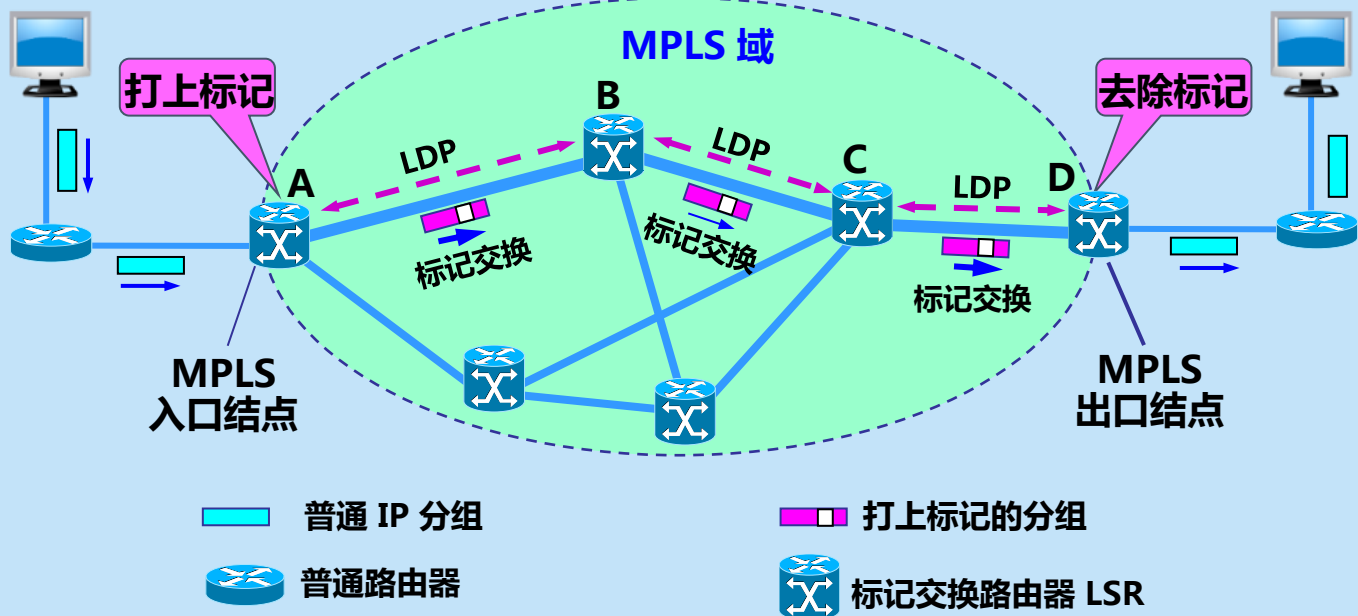 MPLS 域
打上标记
去除标记
B
LDP
LDP
C
A
LDP
D
标记交换
标记交换
标记交换
MPLS
入口结点
MPLS
出口结点
普通 IP 分组
打上标记的分组
普通路由器
标记交换路由器 LSR